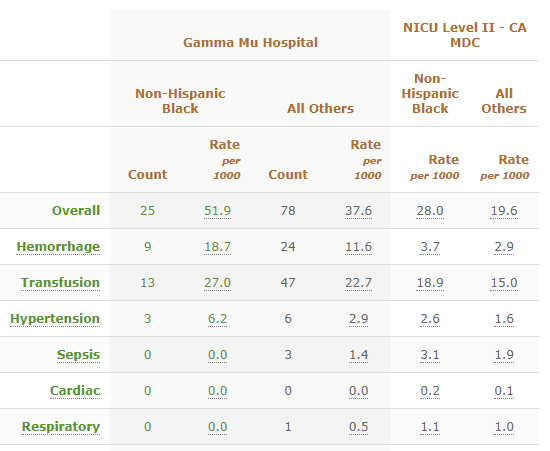 Gamma Mu Hospital
NICU Level II - CA
MDC
Non-Hispanic
Black
All Others
Non-
Hispanic
Black
All
Others
Count
Rate
per
1000
Count
Rate
per
1000
Rate
per 1000
Rate
per 1000
Overall 25 51.9 78 37.6 28.0 19.6
Hemorrhage 9 18.7 24 11.6 3.7 2.9
Transfusion 13 27.0 47 22.7 18.9 15.0
Hypertension 3 6.2 6 2.9 2.6 1.6
Sepsis 0 0.0 3 1.4 3.1 1.9
Cardiac 0 0.0 0 0.0 0.2 0.1
Respiratory 0 0.0 1 0.5 1.1 1.0